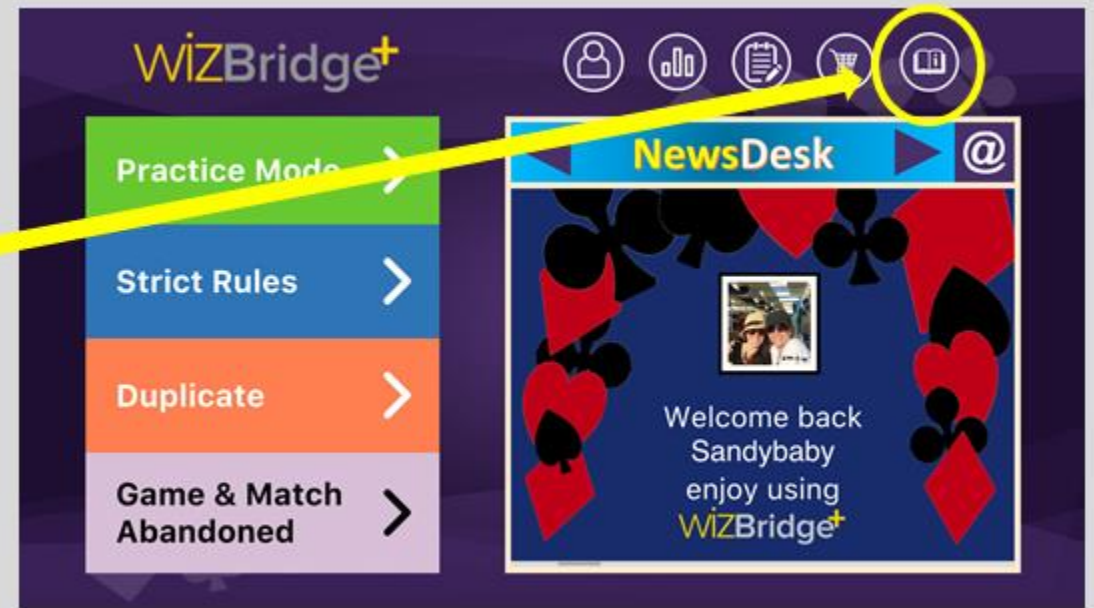 WiZBridge+
Practice Mode
Strict Rules
Duplicate
Game & Match
Abandoned
NewsDesk
@
Welcome back
Sandybaby
enjoy using
WiZBridge+